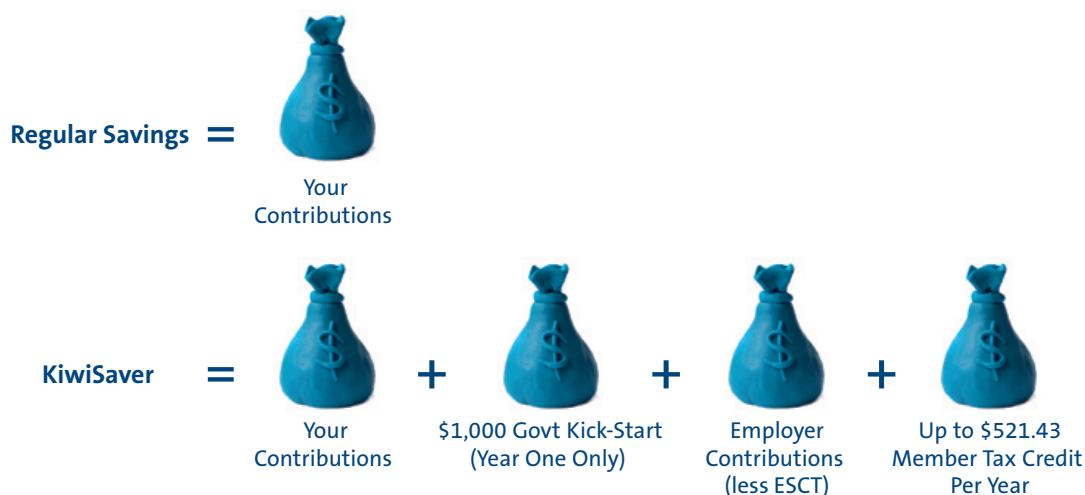 $
Regular Savings =
Your
Contributions
$ $ $ $
KiwiSaver = + + +
Your
Contributions
$1,000 Govt Kick-Start
(Year One Only)
Employer
Contributions
(less ESCT)
Up to $521.43
Member Tax Credit
Per Year